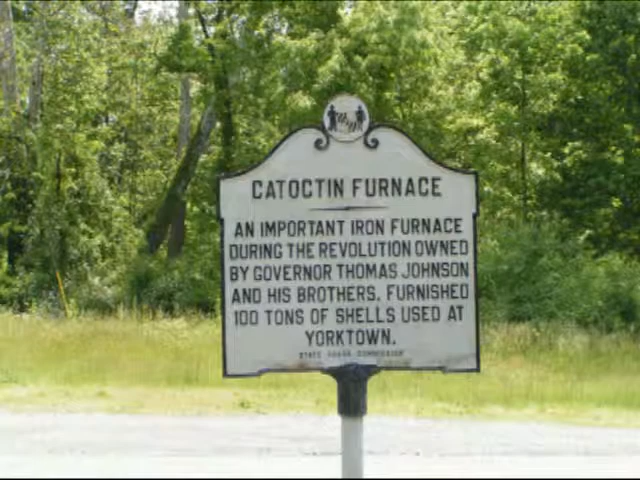 CATOCTIN FURNACE
AN IMPORTANT IRON FURNACE
DURING THE REVOLUTION OWNED
BY GOVERNOR THOMAS JOHNSON
AND HIS BROTHERS. FURNISHED
100 TONS OF SHELLS USED AT
YORKTOWN.
STATE ROADS COMMISSION